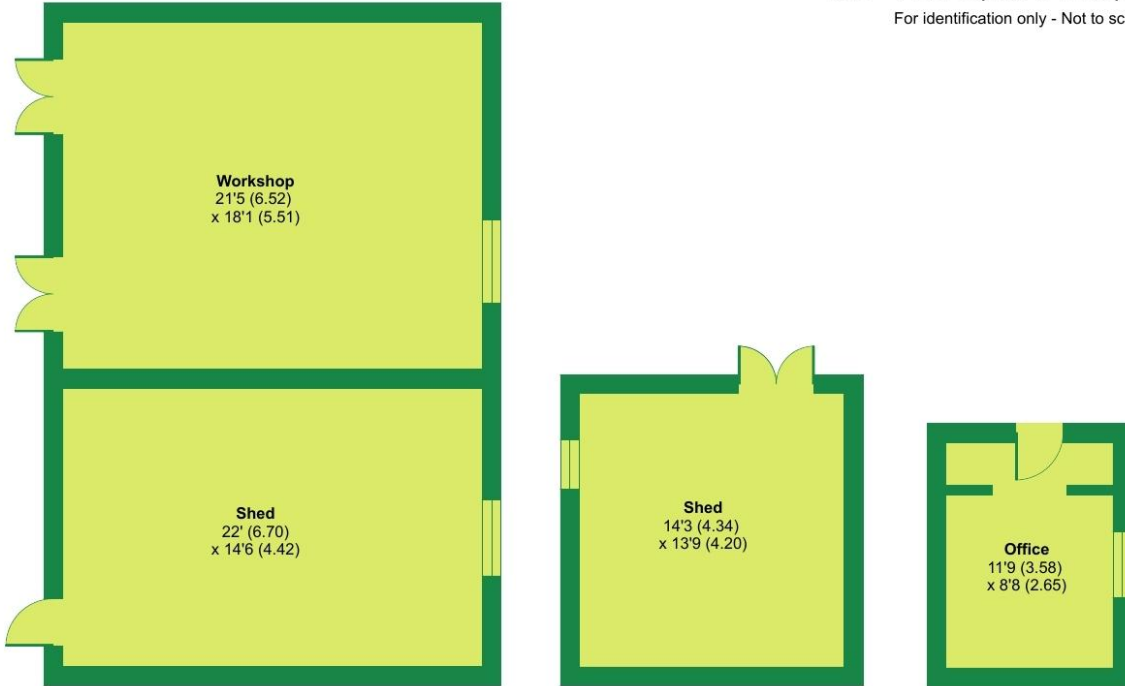 For identification only - Not to sc
Workshop
21'5 (6.52)
x 18'1 (5.51)
Shed
22' (6.70)
x 14'6 (4.42)
Shed
14'3 (4.34)
x 13'9 (4.20)
Office
11'9 (3.58)
x 8'8 (2.65)